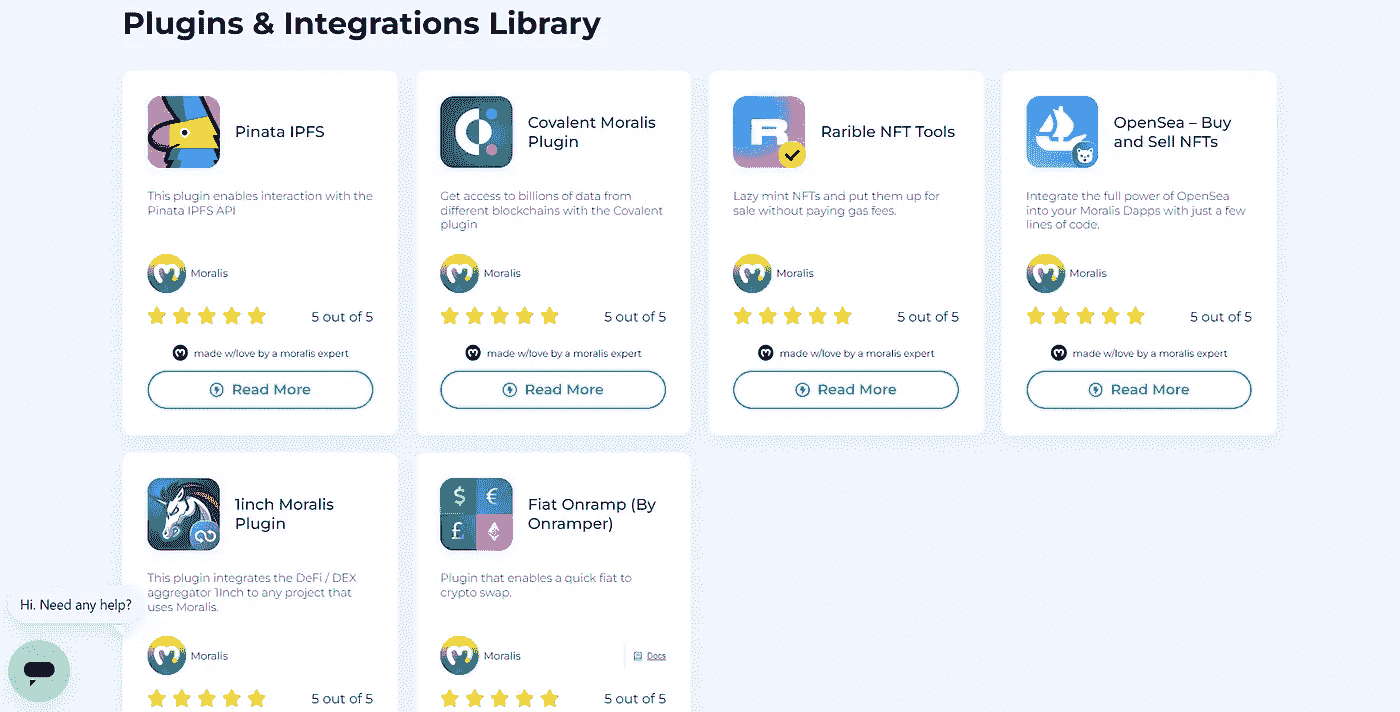 Plugins & Integrations Library
Pinata IPFS
This plugin enables interaction with the
Pinata IPFS API
Moralis
5 out of 5
made w/love by a moralis expert
Read More
Covalent Moralis
Plugin
Get access to billions of data from
different blockchains with the Covalent
plugin
Moralis
5 out of 5
made w/love by a moralis expert
Read More
Rarible NFT Tools
Lazy mint NFTs and put them up for
sale without paying gas fees.
Moralis
5 out of 5
made w/love by a moralis expert
Read More
OpenSea – Buy
and Sell NFTs
Integrate the full power of OpenSea
into your Moralis Dapps with just a few
lines of code.
Moralis
5 out of 5
made w/love by a moralis expert
Read More
1inch Moralis
Plugin
This plugin integrates the DeFi / DEX
aggregator 1Inch to any project that
uses Moralis.
Moralis
5 out of 5
Fiat Onramp (By
Onramper)
Plugin that enables a quick fiat to
crypto swap.
Moralis
Docs
5 out of 5
Hi. Need any help?